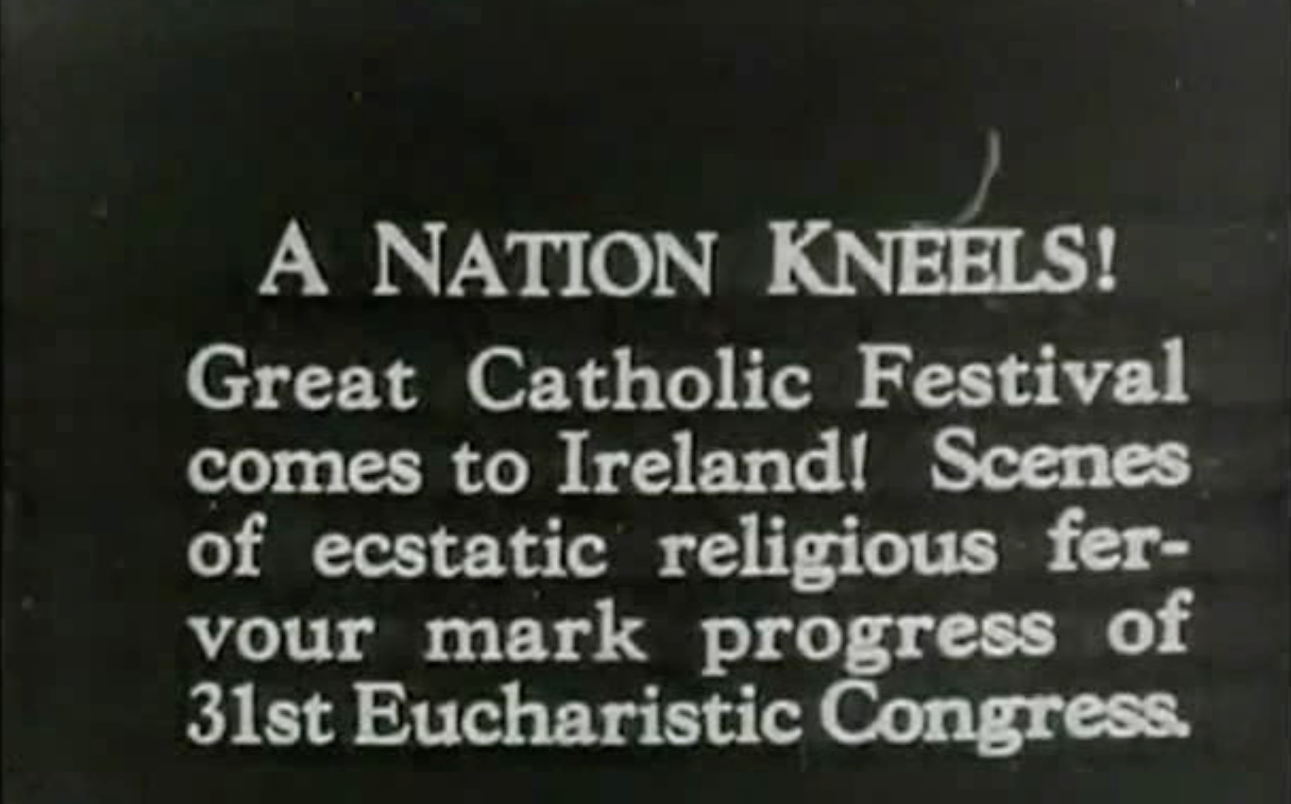 A NATION KNEELS!
Great Catholic Festival
comes to Ireland! Scenes
of ecstatic religious fer-
vour mark progress of
31st Eucharistic Congress.